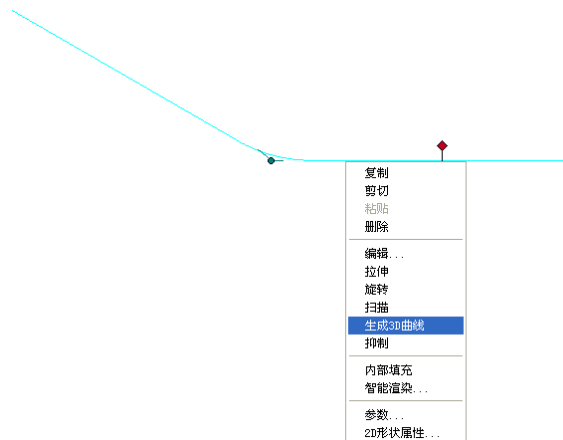 复制
剪切
粘贴
删除
编辑...
拉伸
旋转
扫描
生成3D曲线
抑制
内部填充
智能渲染...
参数...
2D形状属性...